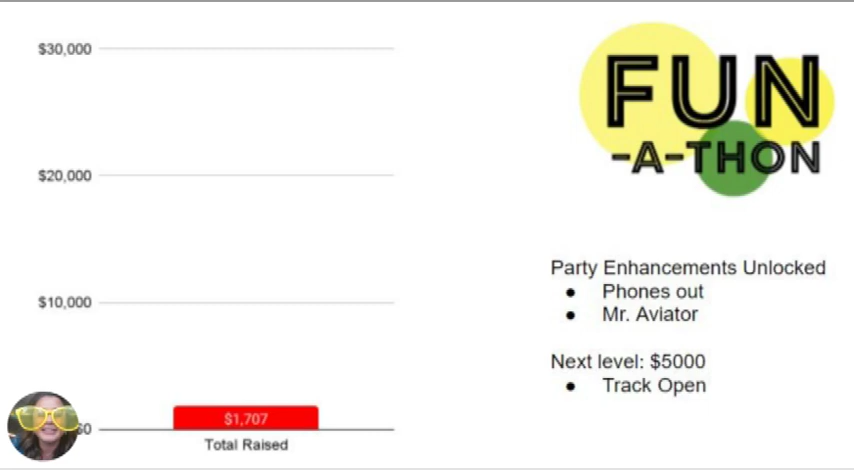 $30,000
$20,000
$10,000
$0
$1,707
Total Raised
FUN
-A-THON
Party Enhancements Unlocked
● Phones out
● Mr. Aviator
Next level: $5000
● Track Open